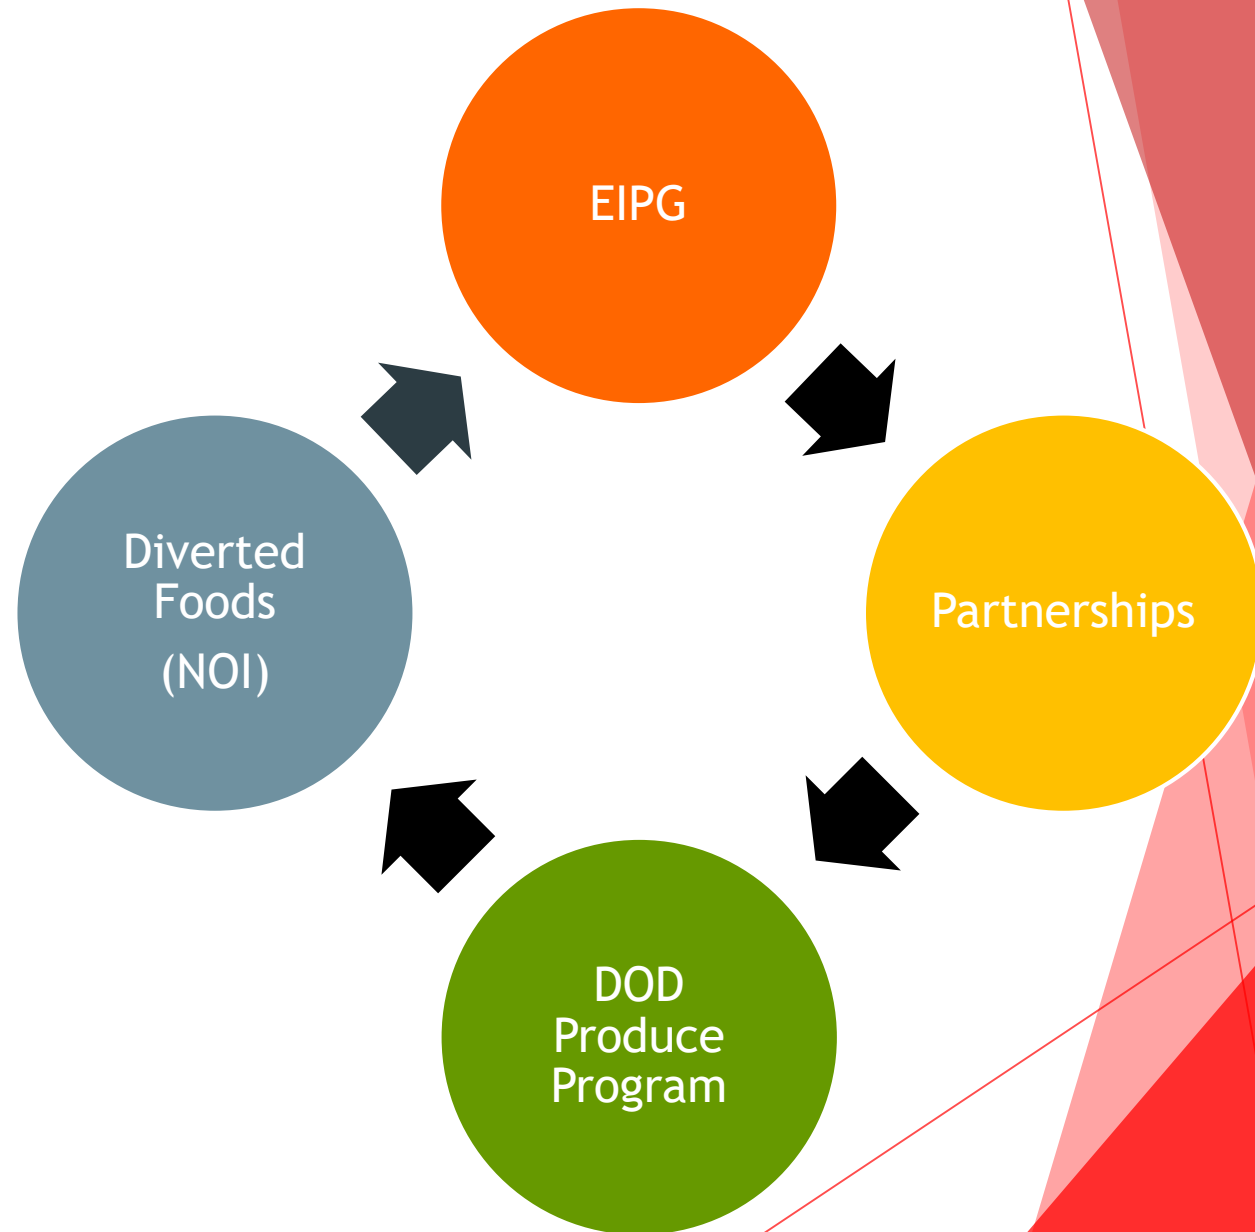 EIPG
Partnerships
DOD
Produce
Program
Diverted
Foods
(NOI)